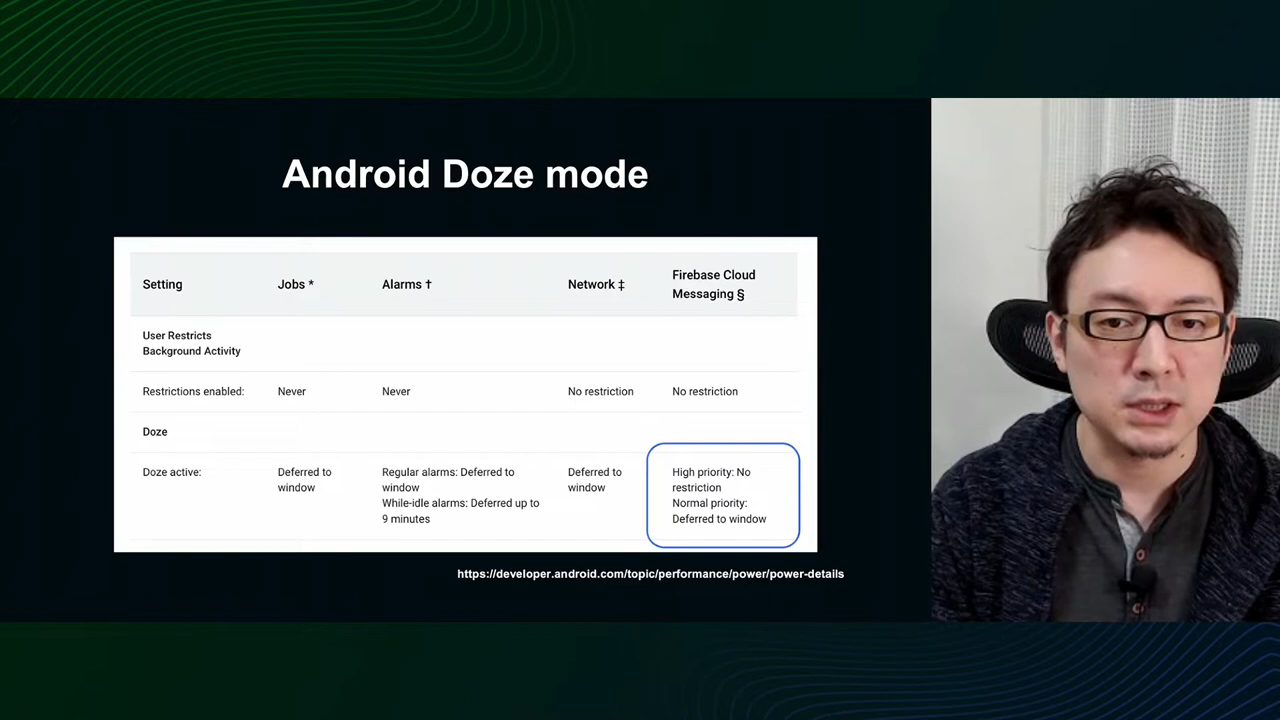 Android Doze mode
Setting
Jobs *
Alarms †
Network ‡
Firebase Cloud
Messaging §
User Restricts
Background Activity
Restrictions enabled:
Never
Never
No restriction
No restriction
Doze
Doze active:
Deferred to
window
Regular alarms: Deferred to
window
While-idle alarms: Deferred up to
9 minutes
Deferred to
window
High priority: No
restriction
Normal priority:
Deferred to window
https://developer.android.com/topic/performance/power/power-details